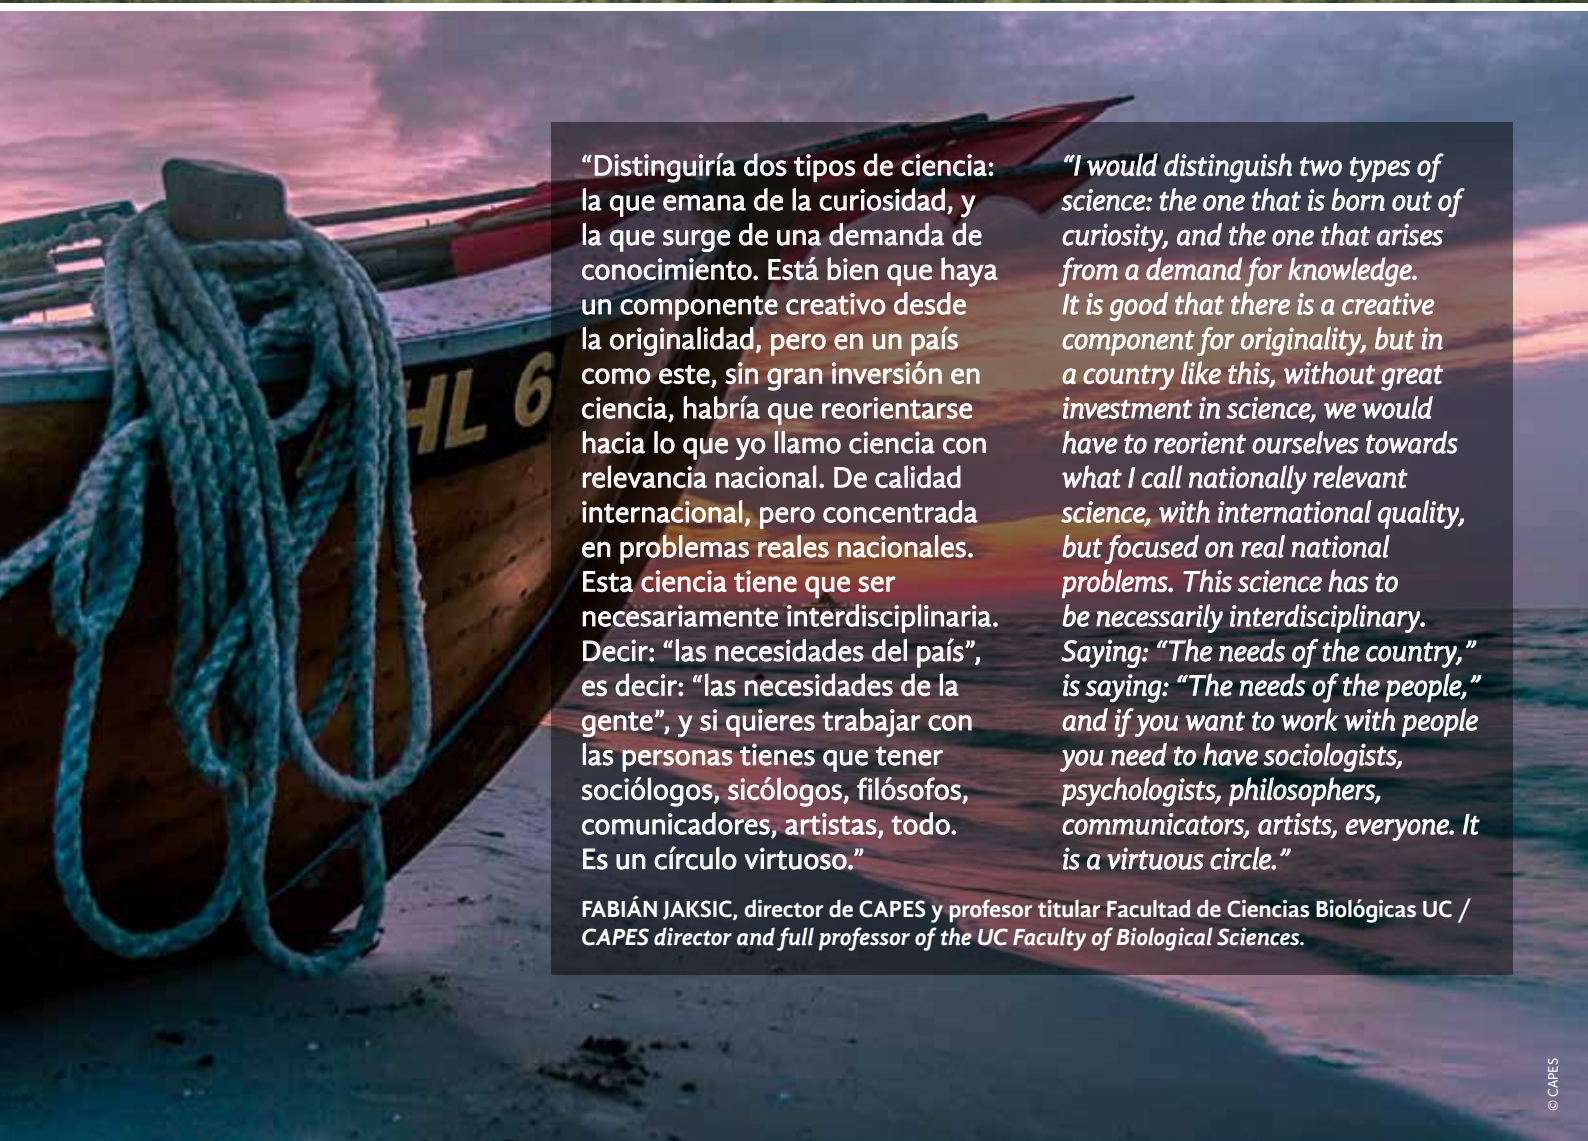 HL 6
“Distinguiría dos tipos de ciencia:
la que emana de la curiosidad, y
la que surge de una demanda de
conocimiento. Está bien que haya
un componente creativo desde
la originalidad, pero en un país
como este, sin gran inversión en
ciencia, habría que reorientarse
hacia lo que yo llamo ciencia con
relevancia nacional. De calidad
internacional, pero concentrada
en problemas reales nacionales.
Esta ciencia tiene que ser
necesariamente interdisciplinaria.
Decir: “las necesidades del país”,
es decir: “las necesidades de la
gente”, y si quieres trabajar con
las personas tienes que tener
sociólogos, sicólogos, filósofos,
comunicadores, artistas, todo.
Es un círculo virtuoso.”
“I would distinguish two types of
science: the one that is born out of
curiosity, and the one that arises
from a demand for knowledge.
It is good that there is a creative
component for originality, but in
a country like this, without great
investment in science, we would
have to reorient ourselves towards
what I call nationally relevant
science, with international quality,
but focused on real national
problems. This science has to
be necessarily interdisciplinary.
Saying: “The needs of the country,”
is saying: “The needs of the people,”
and if you want to work with people
you need to have sociologists,
psychologists, philosophers,
communicators, artists, everyone. It
is a virtuous circle.”
FABIÁN JAKSIC, director de CAPES y profesor titular Facultad de Ciencias Biológicas UC /
CAPES director and full professor of the UC Faculty of Biological Sciences.
© CAPES